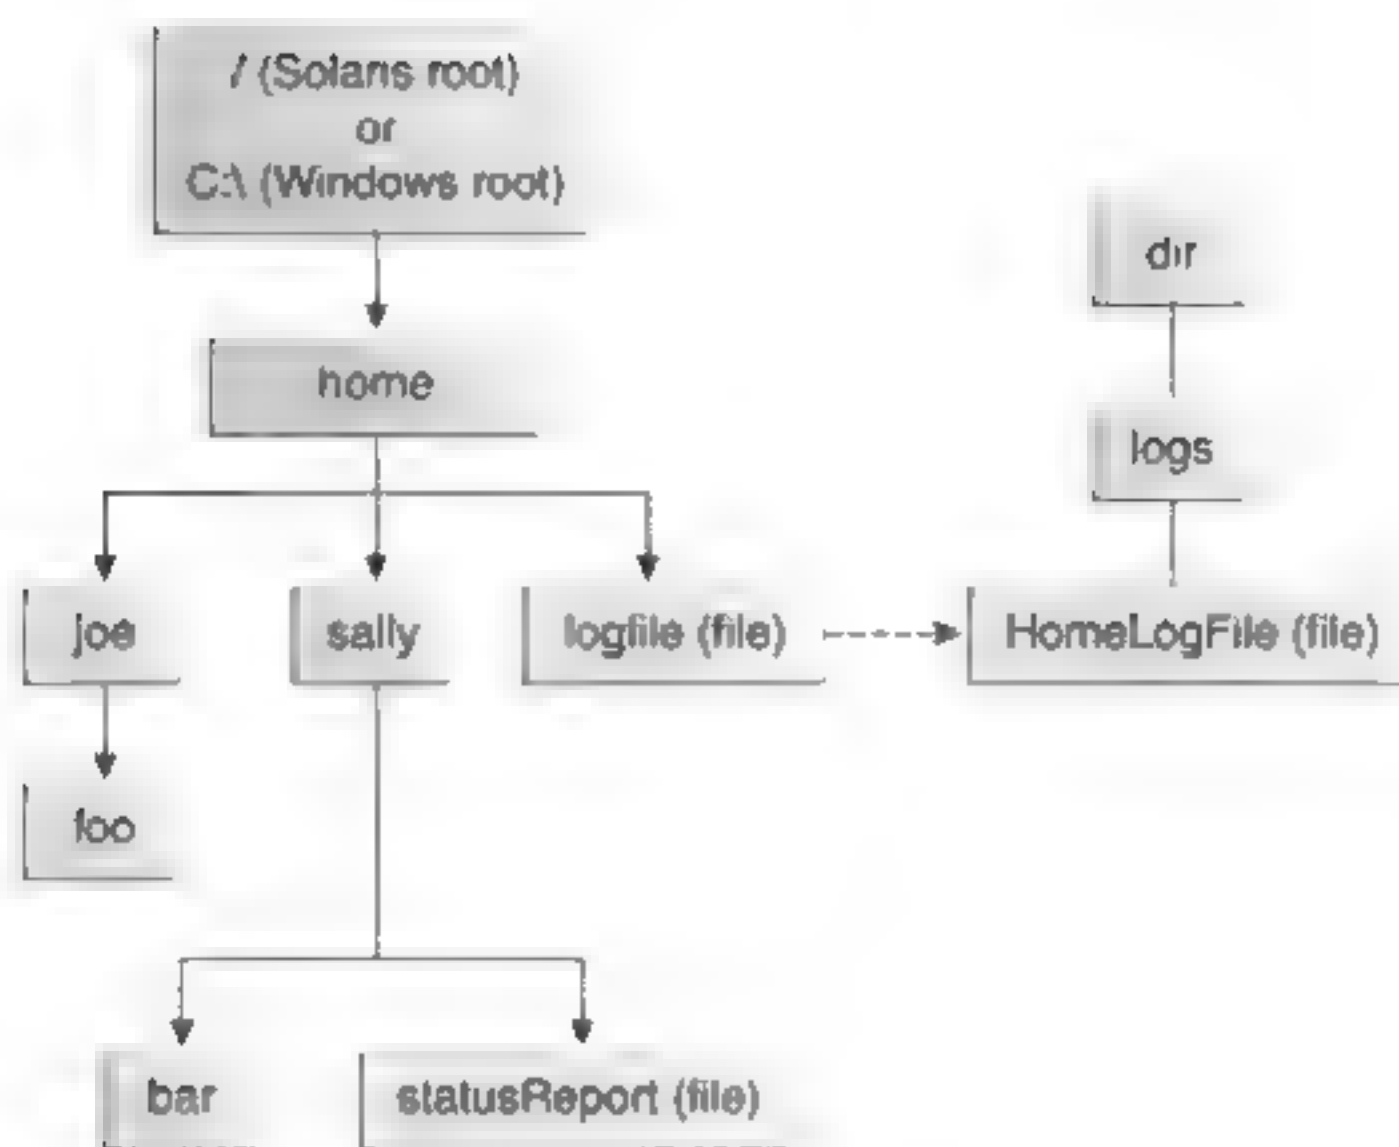 / (Solaris root)
or
C:\ (Windows root)
dir
home
logs
joe
sally
logfile (file)
HomeLogFile (file)
foo
bar
statusReport (file)